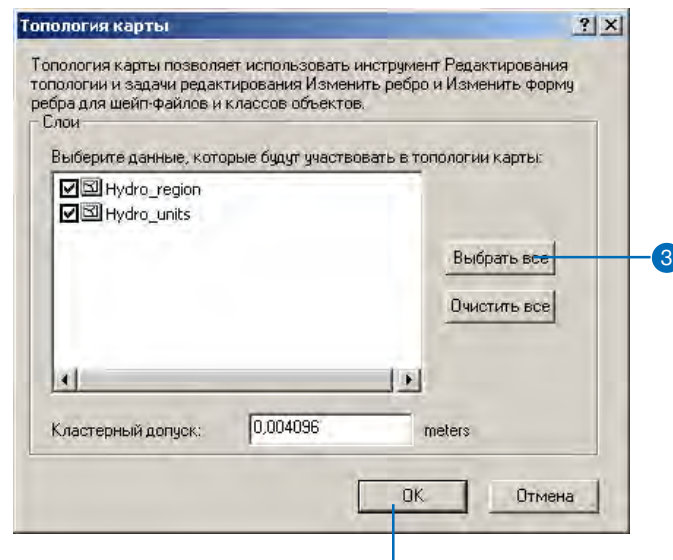 Топология карты
Топология карты позволяет использовать инструмент Редактирования
топологии и задачи редактирования Изменить ребро и Изменить форму
ребра для шейп-файлов и классов объектов.
Слои
Выберите данные, которые будут участвовать в топологии карты:
Hydro_region
Hydro_units
Выбрать все
3
Очистить все
Кластерный допуск:
0,004096
meters
OK
Отмена